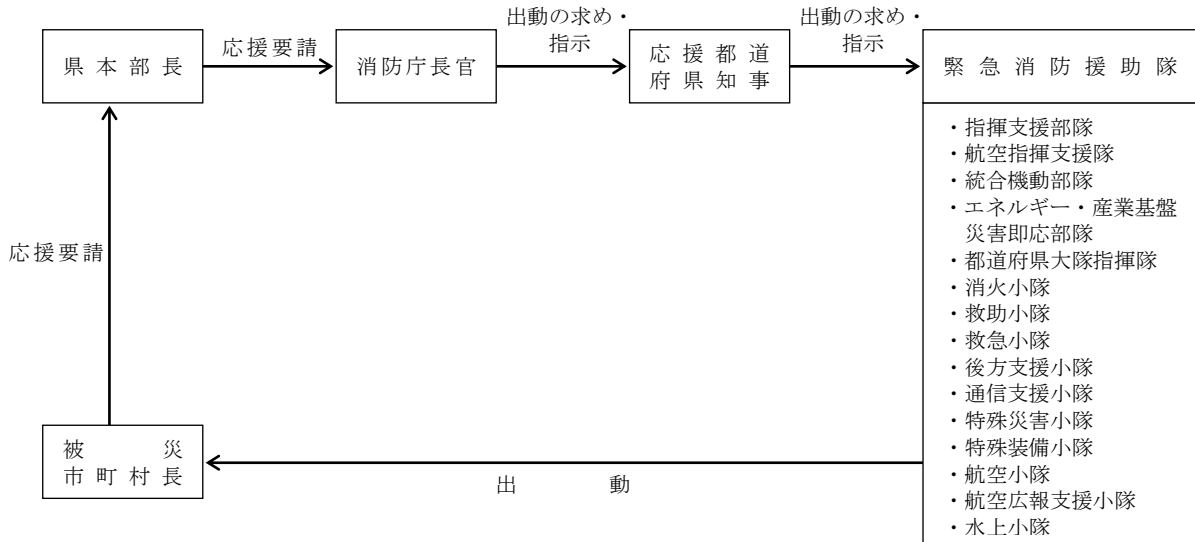 出動の求め・
指示
出動の求め・
指示
応援要請
県本部長
消防庁長官
応援都道
府県知事
緊急消防援助隊
・指揮支援部隊
・航空指揮支援隊
・統合機動部隊
・エネルギー・産業基盤
災害即応部隊
・都道府県大隊指揮隊
・消火小隊
・救助小隊
・救急小隊
・後方支援小隊
・通信支援小隊
・特殊災害小隊
・特殊装備小隊
・航空小隊
・航空広報支援小隊
・水上小隊
応援要請
被災
市町村長
出動